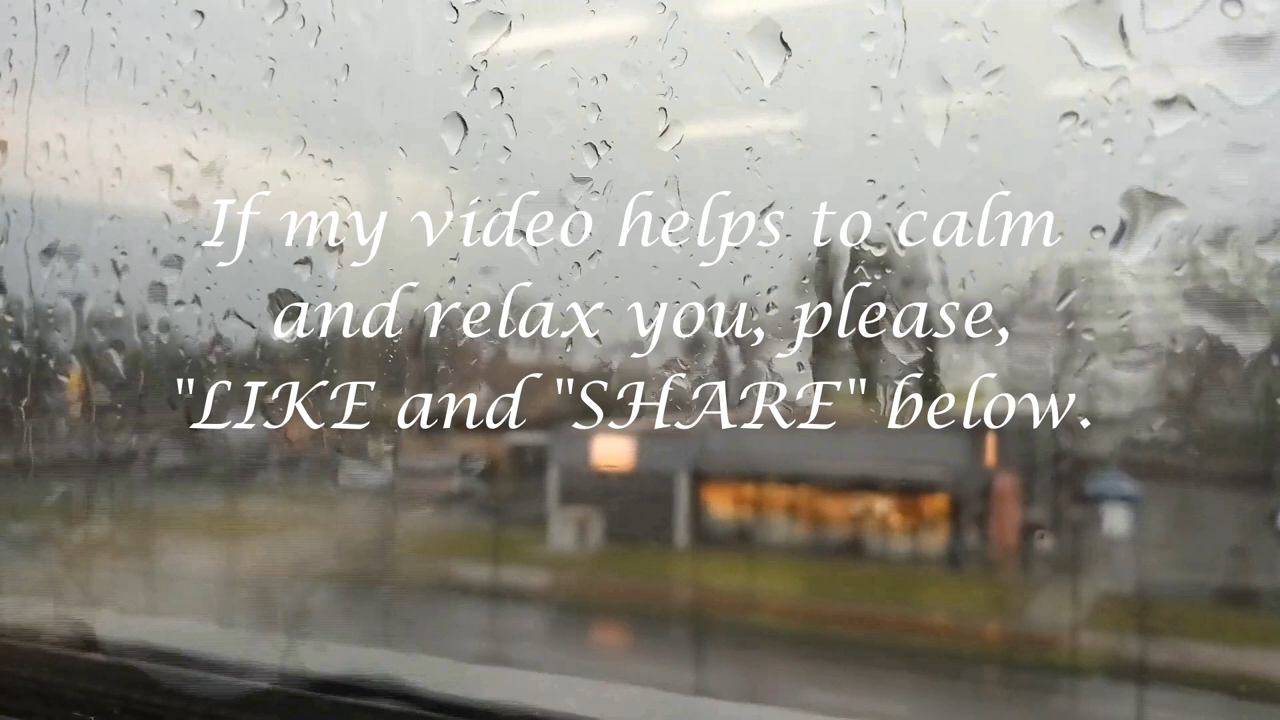 If my video helps to calm
and relax you, please,
"LIKE and "SHARE" below.